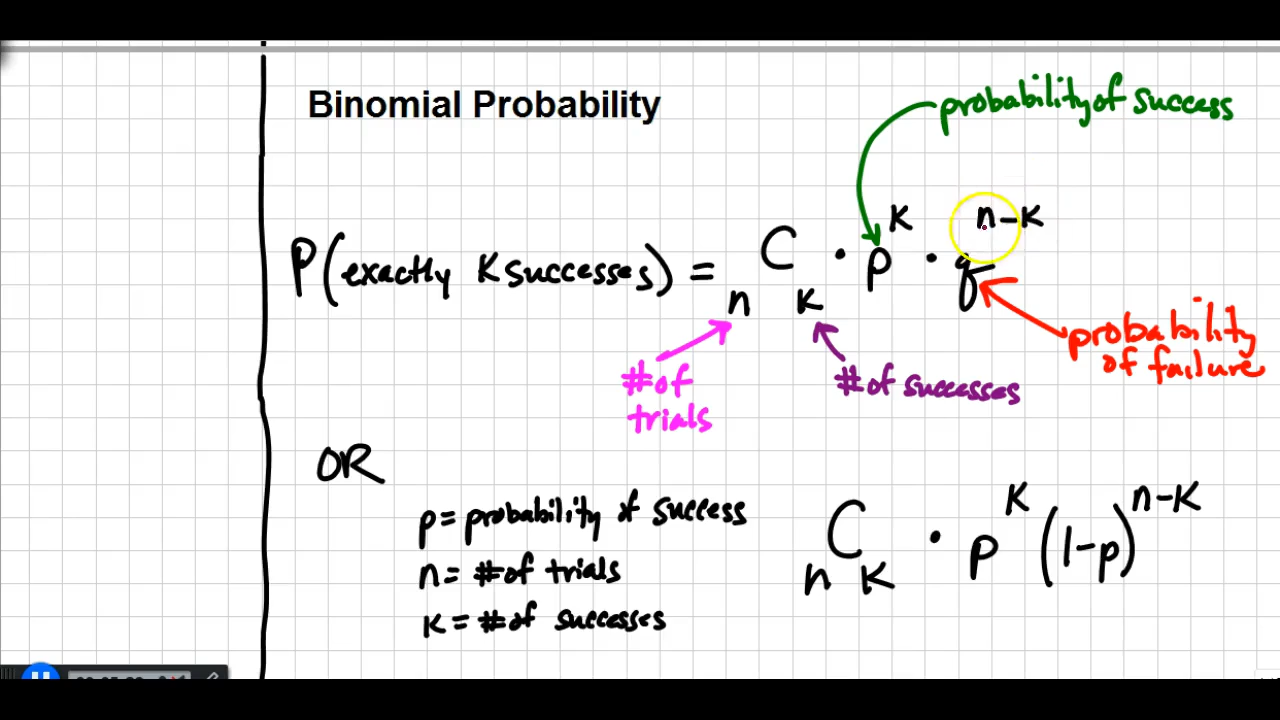 Binomial Probability
probability of success
P(exactly K successes) = nCk · p^k · q^n-k
probability
of failure
# of
trials
# of successes
OR
p = probability of success
n = # of trials
k = # of successes
nCk · p^k (1-p)^n-k